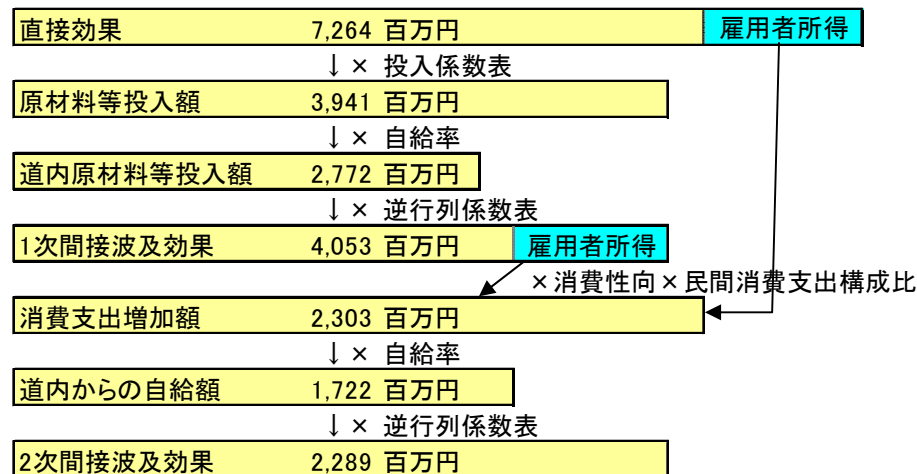 直接効果 7,264 百万円 雇用者所得
↓× 投入係数表
原材料等投入額 3,941 百万円
↓× 自給率
道内原材料等投入額 2,772 百万円
↓× 逆行列係数表
1次間接波及効果 4,053 百万円 雇用者所得
×消費性向×民間消費支出構成比
消費支出増加額 2,303 百万円
↓× 自給率
道内からの自給額 1,722 百万円
↓× 逆行列係数表
2次間接波及効果 2,289 百万円